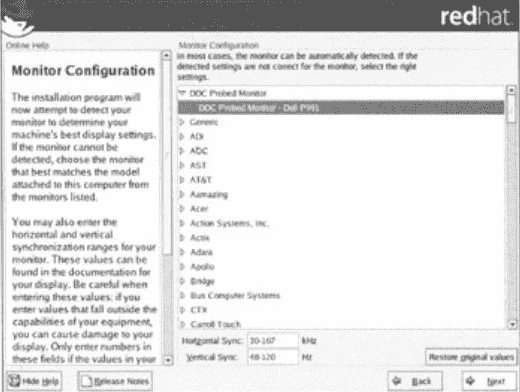 redhat.
Online Help
Monitor Configuration
The installation program will
now attempt to detect your
monitor to determine your
machine's best display settings.
If the monitor cannot be
detected, choose the monitor
that best matches the model
attached to this computer from
the monitors listed.
You may also enter the
horizontal and vertical
synchronization ranges for your
monitor. These values can be
found in the documentation for
your display. Be careful when
entering these values; if you
enter values that fall outside the
capabilities of your equipment,
you can cause damage to your
display. Only enter numbers in
these fields if the values in your
Monitor Configuration
In most cases, the monitor can be automatically detected. If the
detected settings are not correct for the monitor, select the right
settings.
DDC Probed Monitor
DDC Probed Monitor - Dell P991
Generic
ADI
AOC
AST
AT&T
Aamazing
Acer
Action Systems, Inc.
Actix
Adara
Apollo
Bridge
Bus Computer Systems
CTX
Carroll Touch
Horizontal Sync: 30-107 kHz
Vertical Sync: 48-120 Hz
Restore original values
Hide Help
Release Notes
Back
Next